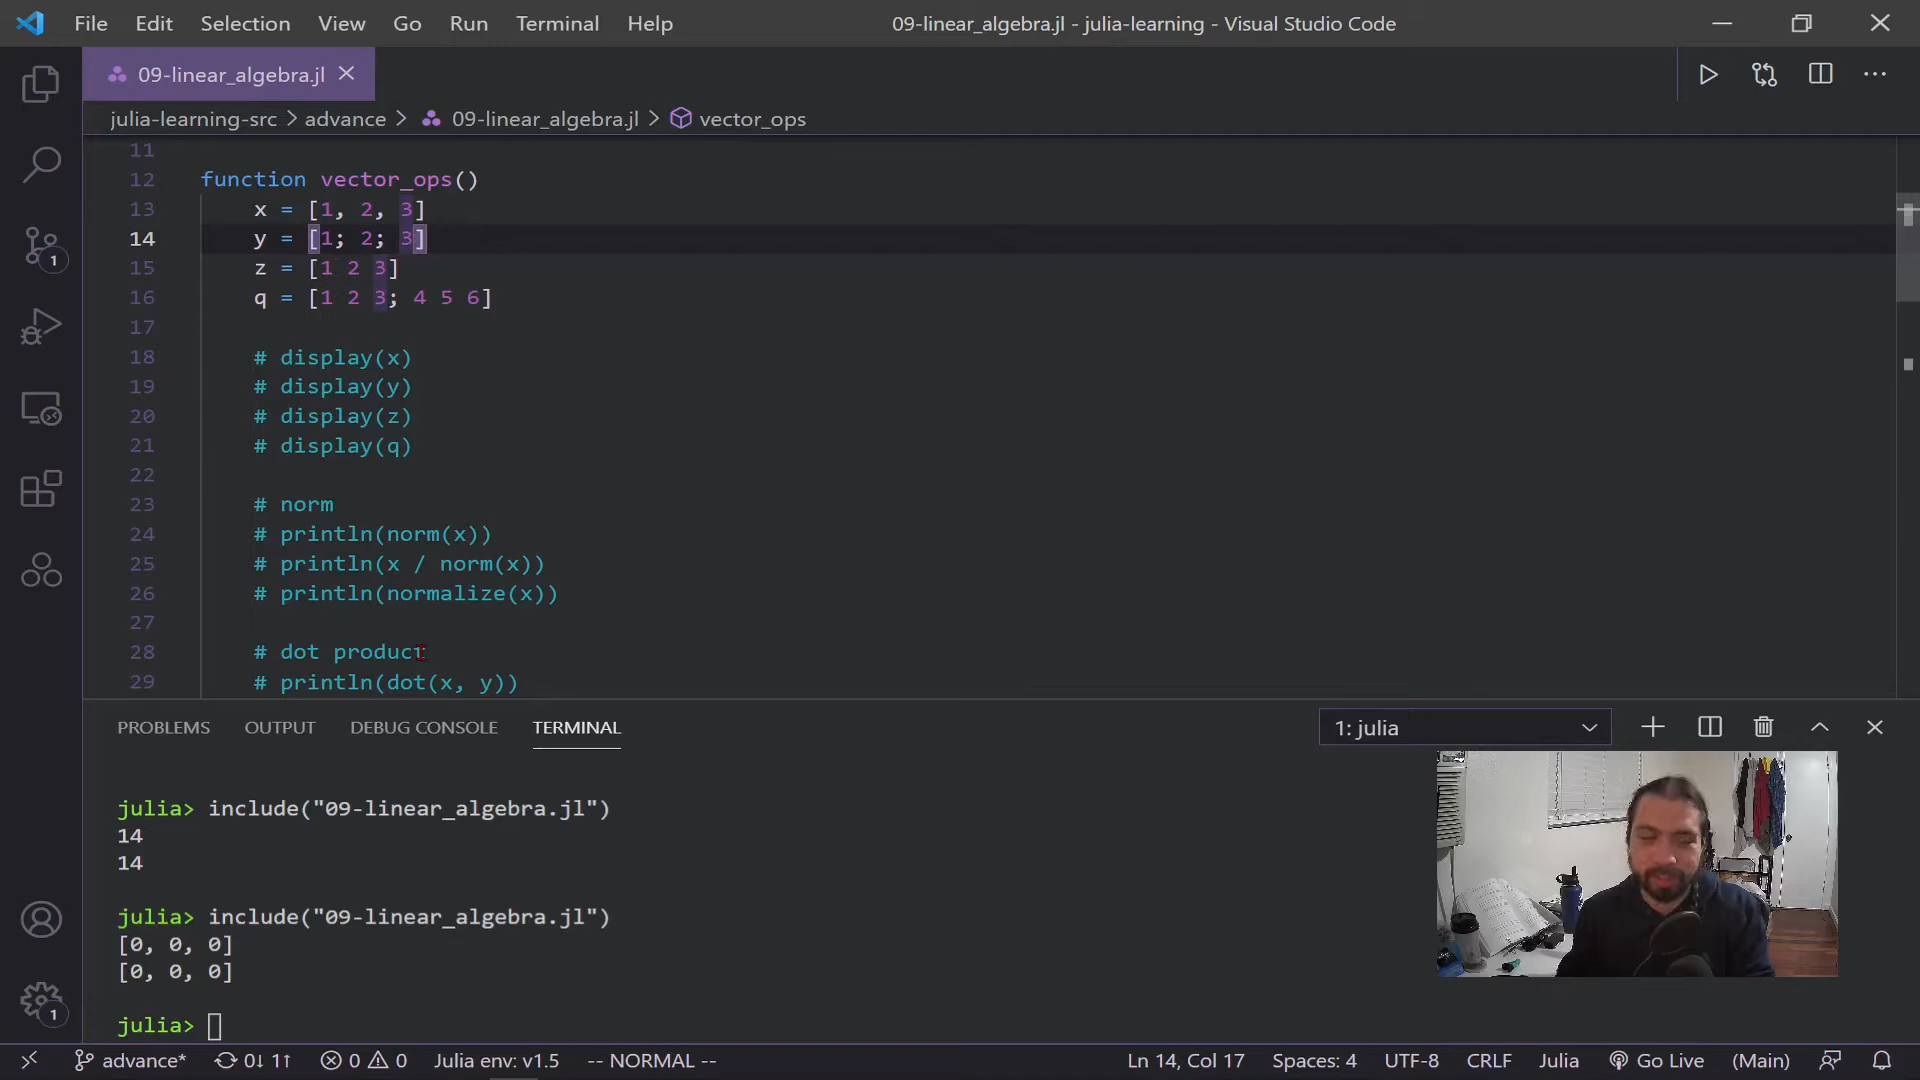 File Edit Selection View Go Run Terminal Help 09-linear_algebra.jl - julia-learning - Visual Studio Code
09-linear_algebra.jl
julia-learning-src > advance > 09-linear_algebra.jl > vector_ops
11
12 function vector_ops()
13 x = [1, 2, 3]
14 y = [1; 2; 3]
15 z = [1 2 3]
16 q = [1 2 3; 4 5 6]
17
18 # display(x)
19 # display(y)
20 # display(z)
21 # display(q)
22
23 # norm
24 # println(norm(x))
25 # println(x / norm(x))
26 # println(normalize(x))
27
28 # dot product
29 # println(dot(x, y))
PROBLEMS OUTPUT DEBUG CONSOLE TERMINAL 1: julia
julia> include("09-linear_algebra.jl")
14
14
julia> include("09-linear_algebra.jl")
[0, 0, 0]
[0, 0, 0]
julia>
1
1
advance* 0↓ 1↑ 0 0 Julia env: v1.5 -- NORMAL -- Ln 14, Col 17 Spaces: 4 UTF-8 CRLF Julia Go Live (Main)